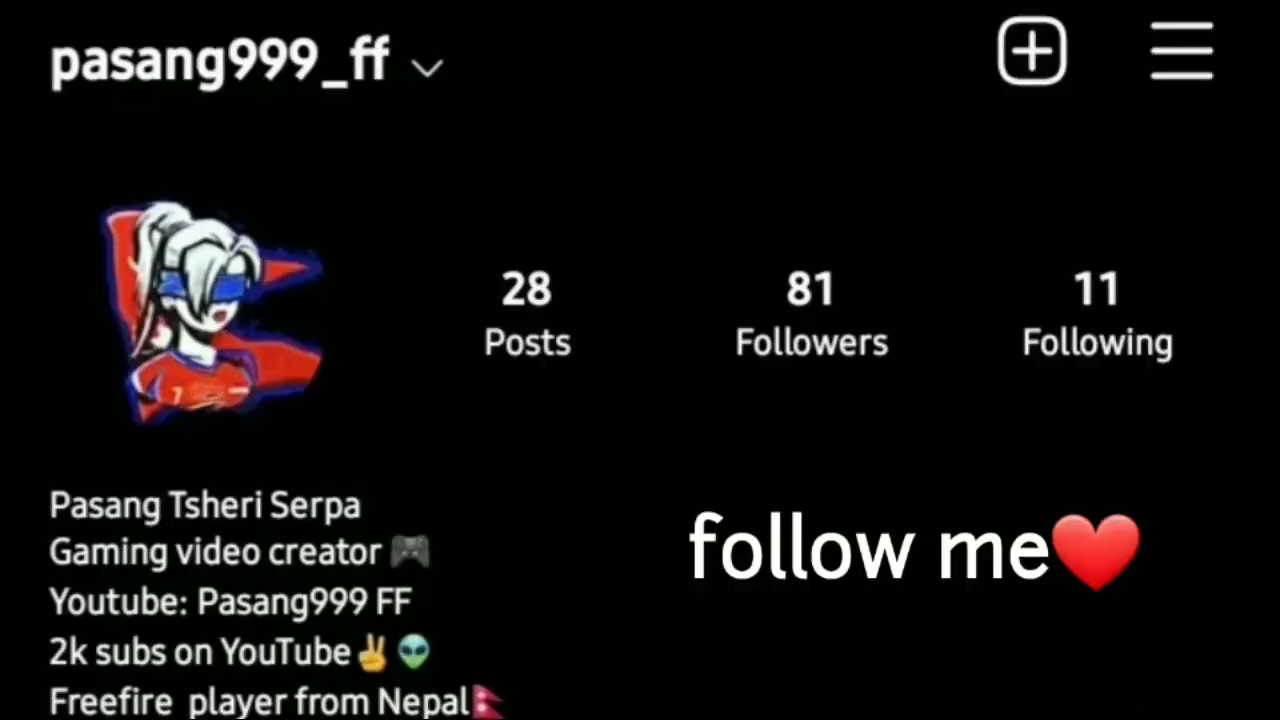 pasang999_ff
28 81 11
Posts Followers Following
Pasang Tsheri Serpa
Gaming video creator 🎮
Youtube: Pasang999 FF
2k subs on YouTube✌️👽
Freefire player from Nepal🇳🇵
follow me❤️